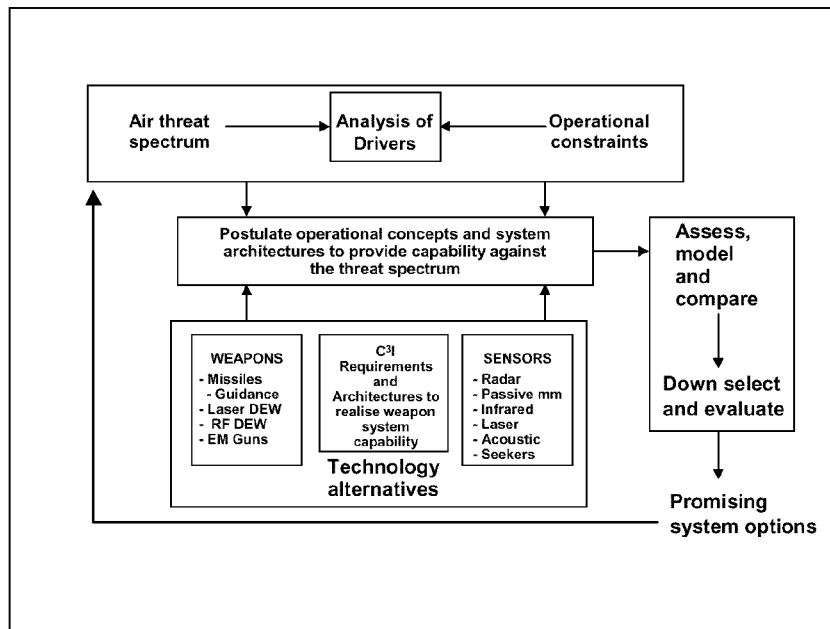 Air threat
spectrum
Analysis of
Drivers
Operational
constraints
Postulate operational concepts and system
architectures to provide capability against
the threat spectrum
Assess,
model
and
compare
Down select
and evaluate
Promising
system options
WEAPONS
- Missiles
- Guidance
- Laser DEW
- RF DEW
- EM Guns
C³I
Requirements
and
Architectures to
realise weapon
system
capability
SENSORS
- Radar
- Passive mm
- Infrared
- Laser
- Acoustic
- Seekers
Technology
alternatives